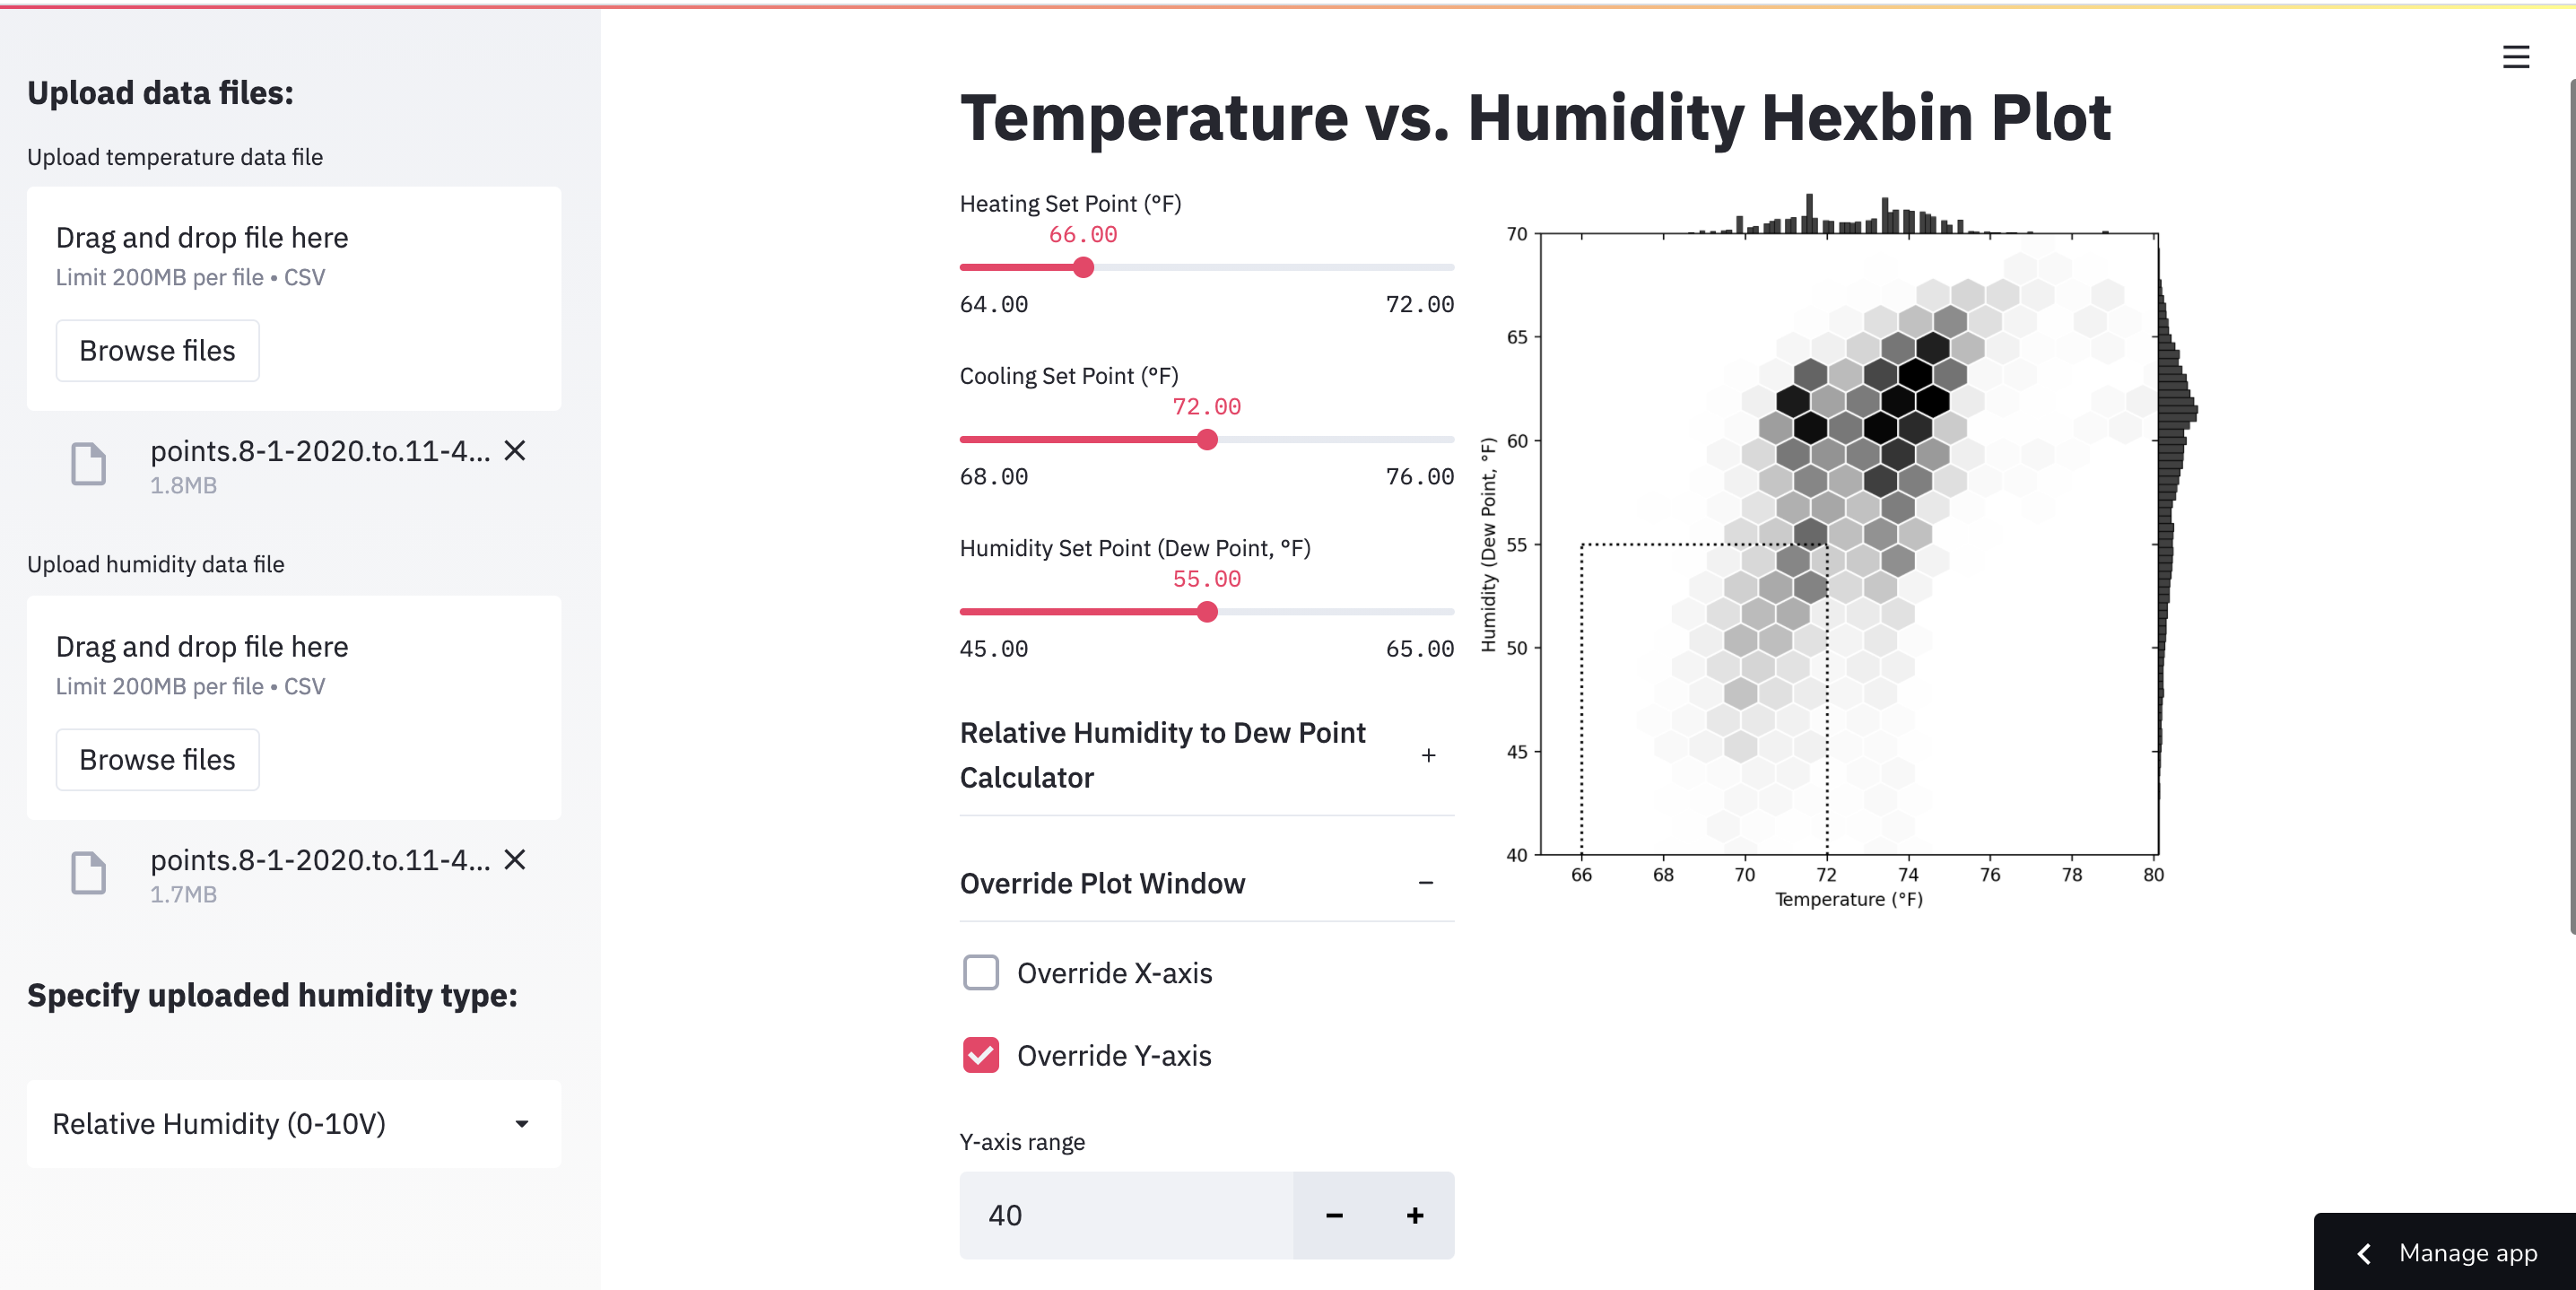 Upload data files:
Upload temperature data file
Drag and drop file here
Limit 200MB per file • CSV
Browse files
points.8-1-2020.to.11-4...
1.8MB
Upload humidity data file
Drag and drop file here
Limit 200MB per file • CSV
Browse files
points.8-1-2020.to.11-4...
1.7MB
Specify uploaded humidity type:
Relative Humidity (0-10V)
Temperature vs. Humidity Hexbin Plot
Heating Set Point (°F)
66.00
64.00 72.00
Cooling Set Point (°F)
72.00
68.00 76.00
Humidity Set Point (Dew Point, °F)
55.00
45.00 65.00
Relative Humidity to Dew Point
Calculator
+
Override Plot Window −
Override X-axis
Override Y-axis
Y-axis range
40 − +
70
65
60
55
50
45
40
Humidity (Dew Point, °F)
66 68 70 72 74 76 78 80
Temperature (°F)
Manage app